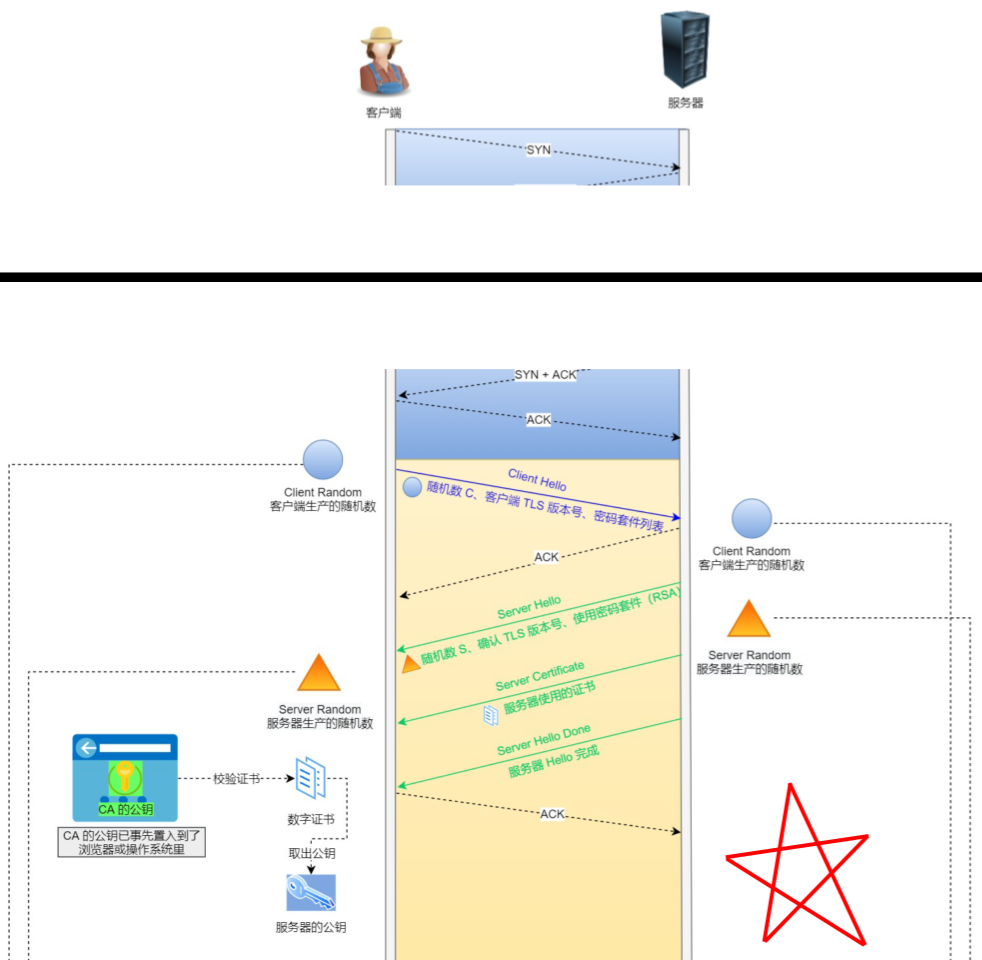 客户端
服务器
SYN
SYN + ACK
ACK
Client Random
客户端生产的随机数
Client Hello
随机数 C、客户端 TLS 版本号、密码套件列表
Client Random
客户端生产的随机数
ACK
Server Hello
随机数 S、确认 TLS 版本号、使用密码套件（RSA）
Server Random
服务器生产的随机数
Server Random
服务器生产的随机数
Server Certificate
服务器使用的证书
Server Hello Done
服务器 Hello 完成
校验证书
CA 的公钥
数字证书
ACK
CA 的公钥已事先置入到了
浏览器或操作系统里
取出公钥
服务器的公钥